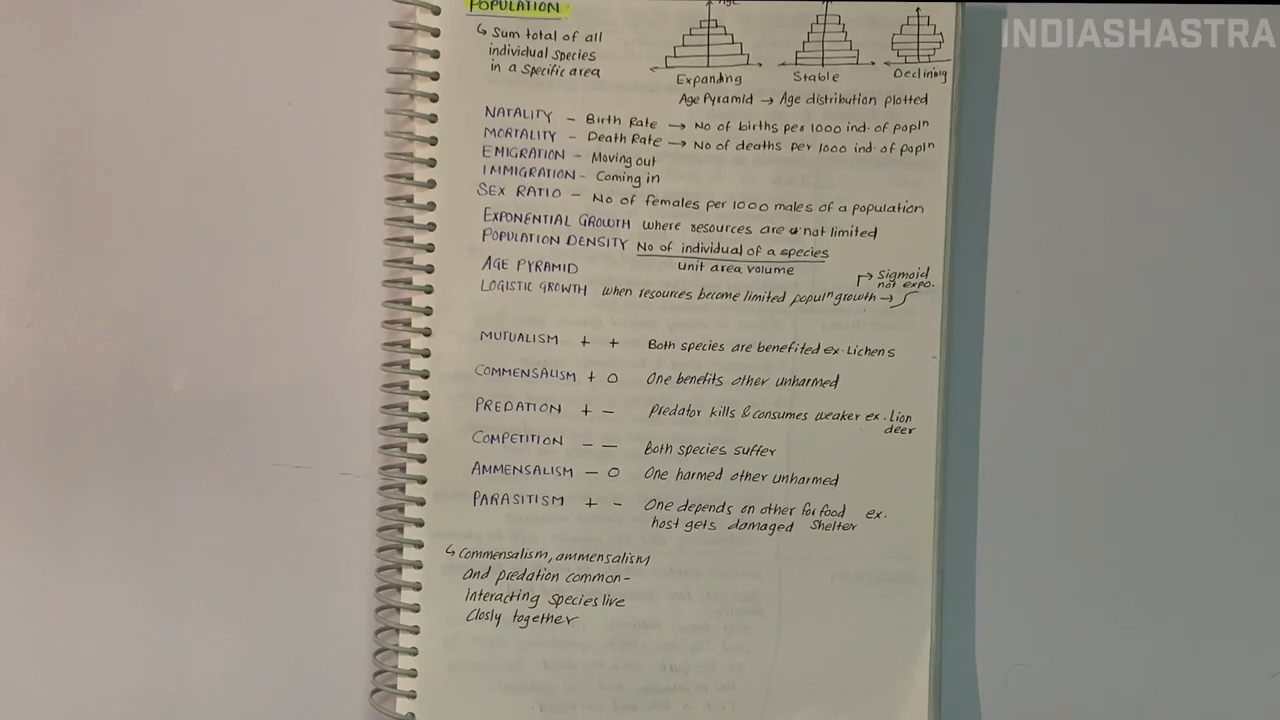 INDIASHASTRA
POPULATION
↳ Sum total of all
individual species
in a specific area
Expanding Stable Declining
Age Pyramid → Age distribution plotted
NATALITY – Birth Rate → No of births per 1000 ind. of popln
MORTALITY – Death Rate → No of deaths per 1000 ind. of popln
EMIGRATION – Moving out
IMMIGRATION - Coming in
SEX RATIO – No of females per 1000 males of a population
EXPONENTIAL GROWTH where resources are not limited
POPULATION DENSITY No of individual of a species
unit area volume
AGE PYRAMID
↱ Sigmoid
not expo.
LOGISTIC GROWTH when resources become limited populn growth →
MUTUALISM + + Both species are benefited ex. Lichens
COMMENSALISM + 0 One benefits other unharmed
PREDATION + – Predator kills & consumes weaker ex. Lion
deer
COMPETITION – – Both species suffer
AMMENSALISM – 0 One harmed other unharmed
PARASITISM + - One depends on other for food ex.
host gets damaged shelter
↳ Commensalism, ammensalism
and predation common-
interacting species live
closly together